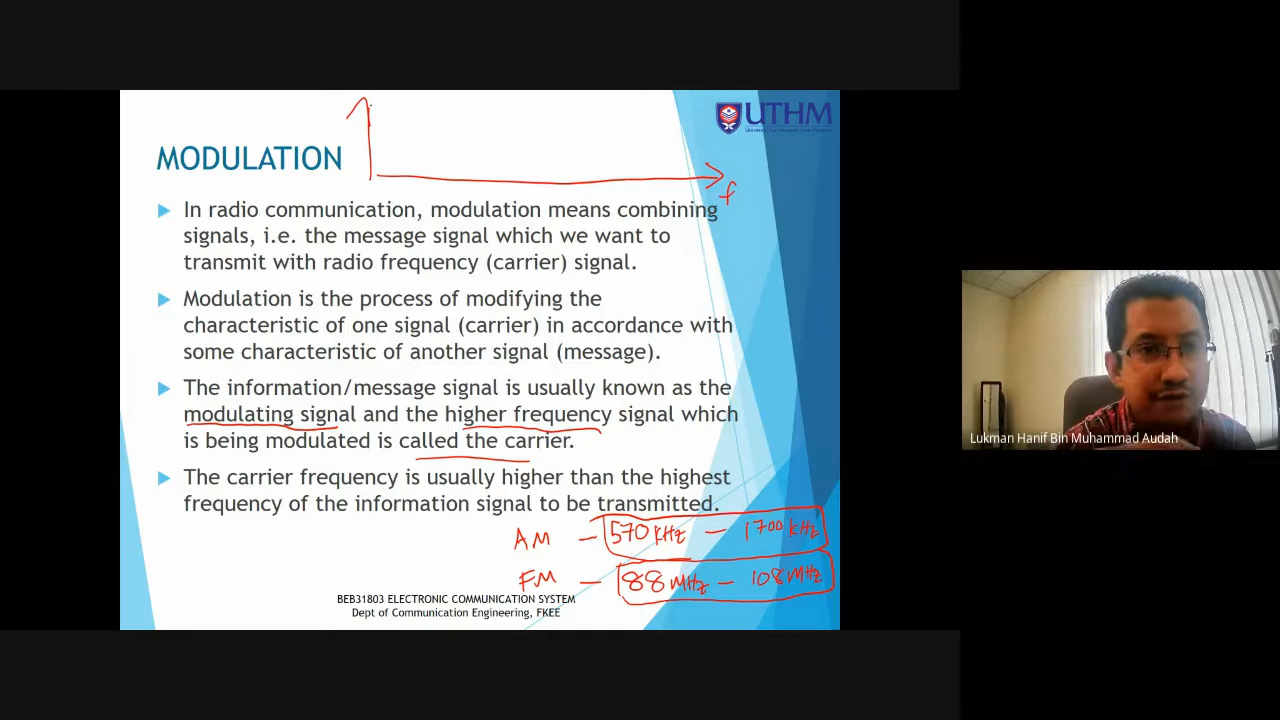 UTHM
MODULATION
f
In radio communication, modulation means combining
signals, i.e. the message signal which we want to
transmit with radio frequency (carrier) signal.
Modulation is the process of modifying the
characteristic of one signal (carrier) in accordance with
some characteristic of another signal (message).
The information/message signal is usually known as the
modulating signal and the higher frequency signal which
is being modulated is called the carrier.
The carrier frequency is usually higher than the highest
frequency of the information signal to be transmitted.
AM – 570 kHz – 1700 kHz
FM – 88 MHz – 108 MHz
BEB31803 ELECTRONIC COMMUNICATION SYSTEM
Dept of Communication Engineering, FKEE
Lukman Hanif Bin Muhammad Audah